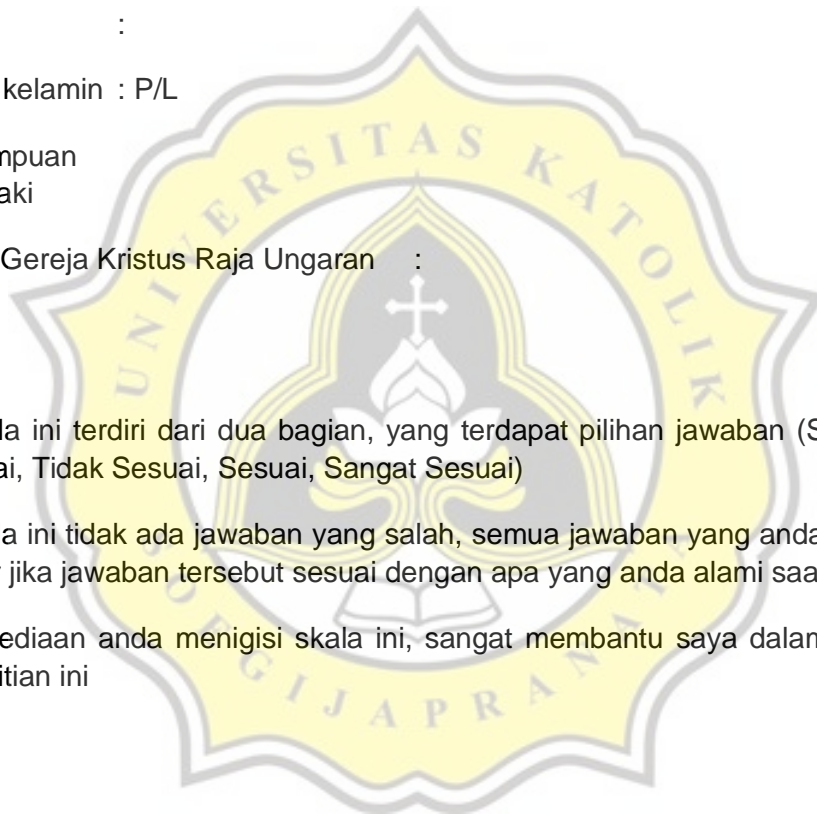 :
kelamin : P/L
mpuan
aki
Gereja Kristus Raja Ungaran :
la ini terdiri dari dua bagian, yang terdapat pilihan jawaban (S
ai, Tidak Sesuai, Sesuai, Sangat Sesuai)
a ini tidak ada jawaban yang salah, semua jawaban yang anda
jika jawaban tersebut sesuai dengan apa yang anda alami saa
ediaan anda menigisi skala ini, sangat membantu saya dalam
itian ini
UNIVERSITAS KATOLIK
SOEGIJAPRANATA